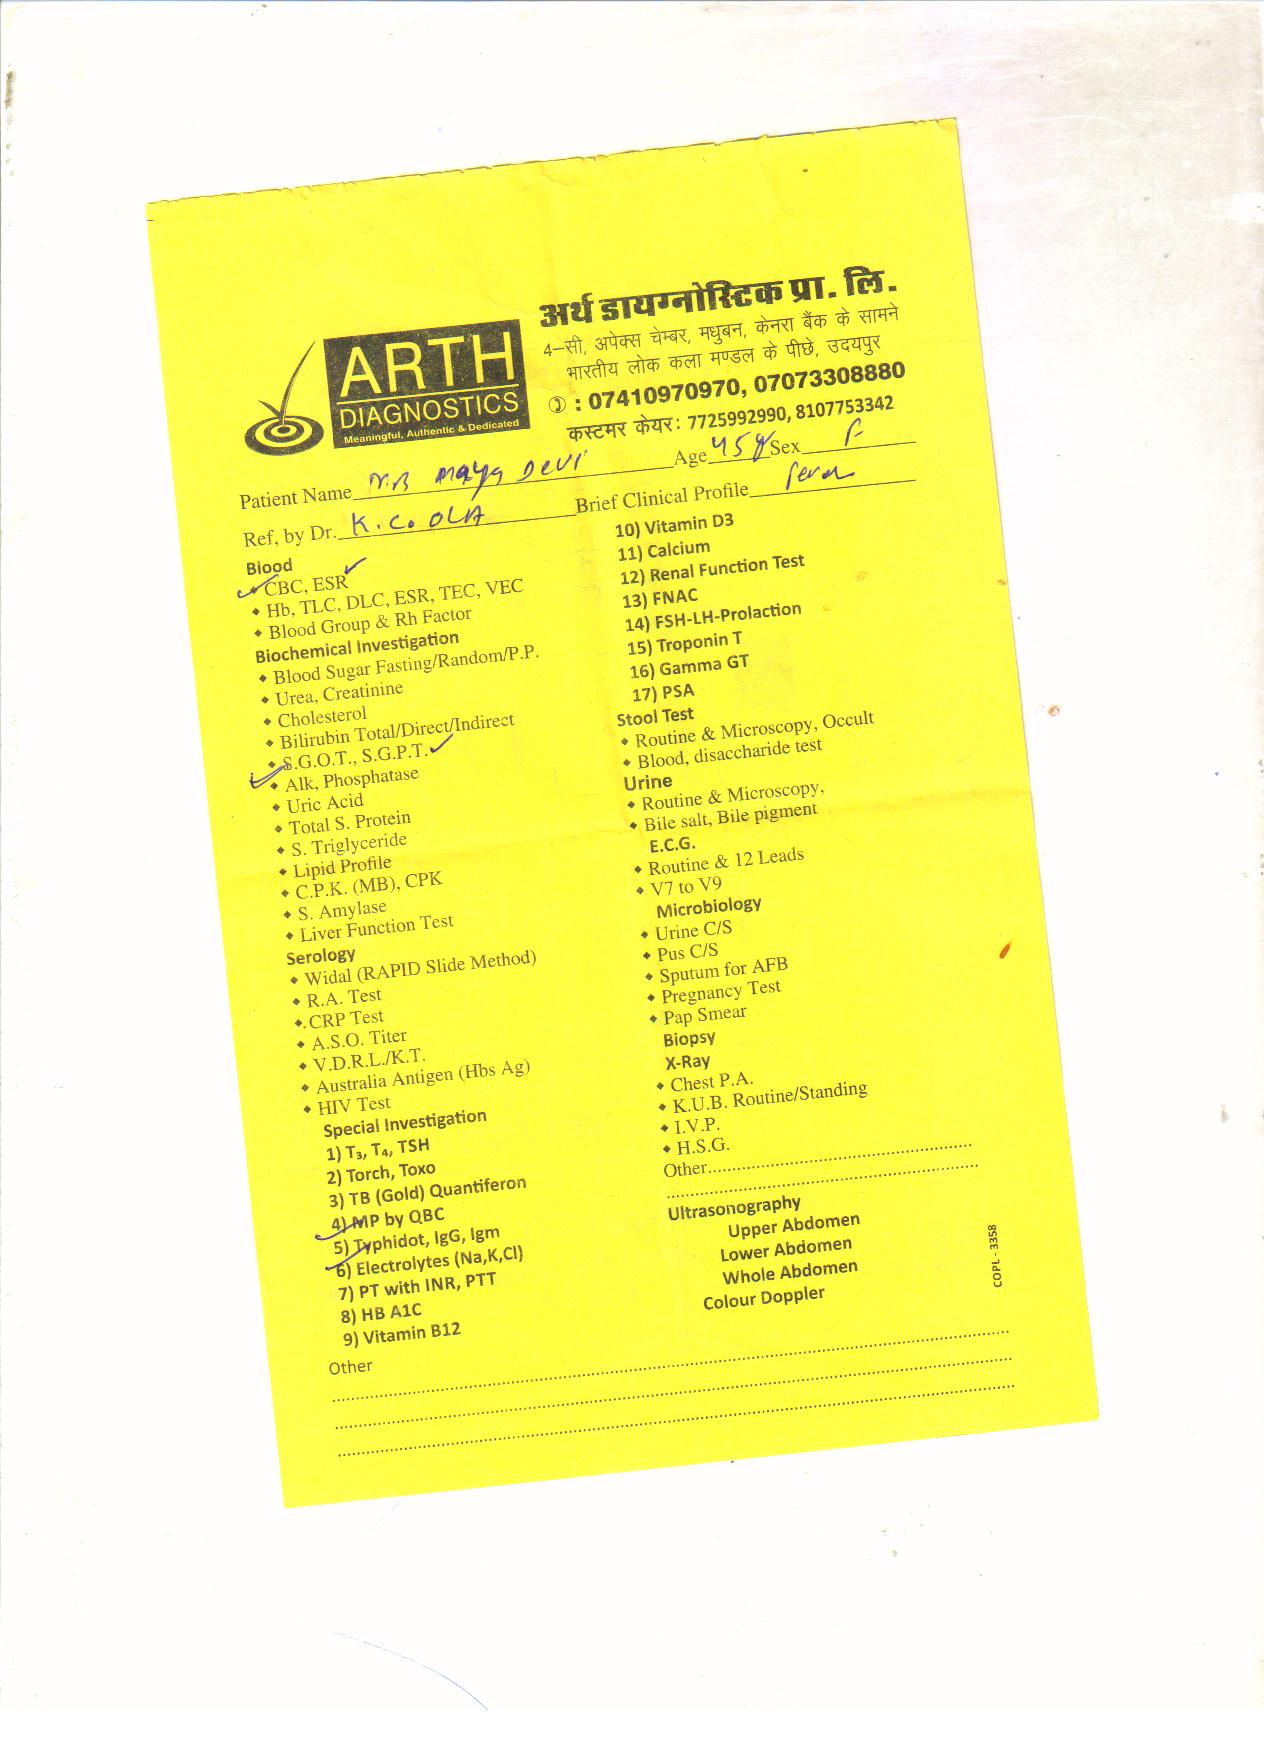 अर्थ डायग्नोस्टिक प्रा. लि.
4–सी, अपेक्स चेम्बर, मधुबन, केनरा बैंक के सामने
भारतीय लोक कला मण्डल के पीछे, उदयपुर
: 07410970970, 07073308880
कस्टमर केयर: 7725992990, 8107753342
ARTH
DIAGNOSTICS
Meaningful, Authentic & Dedicated
Patient Name Maya Devi Age 45 Sex F
Ref, by Dr. K.C. OLA Brief Clinical Profile Fever
Blood
CBC, ESR
Hb, TLC, DLC, ESR, TEC, VEC
Blood Group & Rh Factor
Biochemical Investigation
Blood Sugar Fasting/Random/P.P.
Urea, Creatinine
Cholesterol
Bilirubin Total/Direct/Indirect
S.G.O.T., S.G.P.T.
Alk, Phosphatase
Uric Acid
Total S. Protein
S. Triglyceride
Lipid Profile
C.P.K. (MB), CPK
S. Amylase
Liver Function Test
Serology
Widal (RAPID Slide Method)
R.A. Test
.CRP Test
A.S.O. Titer
V.D.R.L./K.T.
Australia Antigen (Hbs Ag)
HIV Test
Special Investigation
1) T₃, T₄, TSH
2) Torch, Toxo
3) TB (Gold) Quantiferon
4) MP by QBC
5) Typhidot, IgG, Igm
6) Electrolytes (Na,K,Cl)
7) PT with INR, PTT
8) HB A1C
9) Vitamin B12
10) Vitamin D3
11) Calcium
12) Renal Function Test
13) FNAC
14) FSH-LH-Prolaction
15) Troponin T
16) Gamma GT
17) PSA
Stool Test
Routine & Microscopy, Occult
Blood, disaccharide test
Urine
Routine & Microscopy,
Bile salt, Bile pigment
E.C.G.
Routine & 12 Leads
V7 to V9
Microbiology
Urine C/S
Pus C/S
Sputum for AFB
Pregnancy Test
Pap Smear
Biopsy
X-Ray
Chest P.A.
K.U.B. Routine/Standing
I.V.P.
H.S.G.
Other
Ultrasonography
Upper Abdomen
Lower Abdomen
Whole Abdomen
Colour Doppler
COPL - 3358
Other